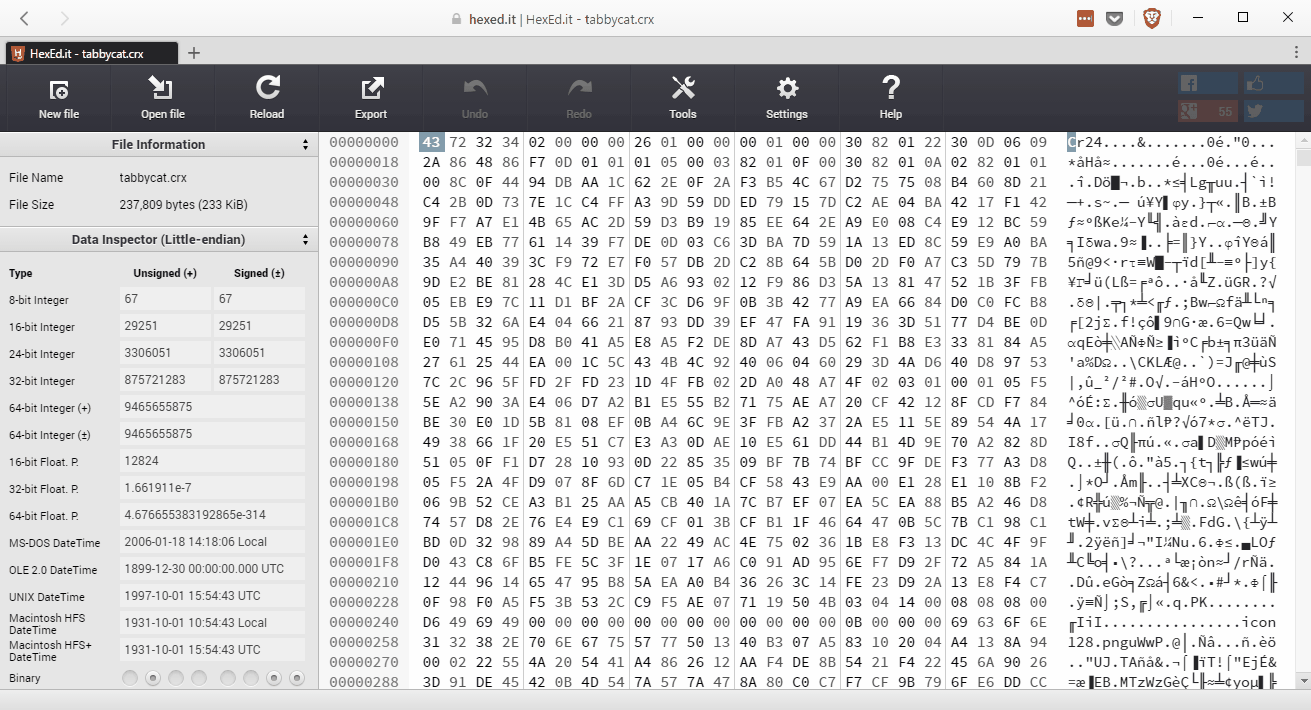 hexed.it | HexEd.it - tabbycat.crx
HexEd.it - tabbycat.crx
New file Open file Reload Export Undo Redo Tools Settings Help
55
File Information
File Name tabbycat.crx
File Size 237,809 bytes (233 KiB)
Data Inspector (Little-endian)
Type Unsigned (+) Signed (±)
8-bit Integer 67 67
16-bit Integer 29251 29251
24-bit Integer 3306051 3306051
32-bit Integer 875721283 875721283
64-bit Integer (+) 9465655875
64-bit Integer (±) 9465655875
16-bit Float. P. 12824
32-bit Float. P. 1.661911e-7
64-bit Float. P. 4.676655383192865e-314
MS-DOS DateTime 2006-01-18 14:18:06 Local
OLE 2.0 DateTime 1899-12-30 00:00:00.000 UTC
UNIX DateTime 1997-10-01 15:54:43 UTC
Macintosh HFS DateTime 1931-10-01 15:54:43 Local
Macintosh HFS+ DateTime 1931-10-01 15:54:43 UTC
Binary
00000000 43 72 32 34 02 00 00 00 26 01 00 00 00 01 00 00 30 82 01 22 30 0D 06 09 Cr24....&.......0é."0...
00000018 2A 86 48 86 F7 0D 01 01 01 05 00 03 82 01 0F 00 30 82 01 0A 02 82 01 01 *åHå≈.......é...0é...é..
00000030 00 8C 0F 44 94 DB AA 1C 62 2E 0F 2A F3 B5 4C 67 D2 75 75 08 B4 60 8D 21
00000048 C4 2B 0D 73 7E 1C C4 FF A3 9D 59 DD ED 79 15 7D C2 AE 04 BA 42 17 F1 42
00000060 9F F7 A7 E1 4B 65 AC 2D 59 D3 B9 19 85 EE 64 2E A9 E0 08 C4 E9 12 BC 59
00000078 B8 49 EB 77 61 14 39 F7 DE 0D 03 C6 3D BA 7D 59 1A 13 ED 8C 59 E9 A0 BA
00000090 35 A4 40 39 3C F9 72 E7 F0 57 DB 2D C2 8B 64 5B D0 2D F0 A7 C3 5D 79 7B
000000A8 9D E2 BE 81 28 4C E1 3D D5 A6 93 02 12 F9 86 D3 5A 13 81 47 52 1B 3F FB
000000C0 05 EB E9 7C 11 D1 BF 2A CF 3C D6 9F 0B 3B 42 77 A9 EA 66 84 D0 C0 FC B8
000000D8 D5 5B 32 6A E4 04 66 21 87 93 DD 39 EF 47 FA 91 19 36 3D 51 77 D4 BE 0D
000000F0 E0 71 45 95 D8 B0 41 A5 E8 A5 F2 DE 8D A7 43 D5 62 F1 B8 E3 33 81 84 A5
00000108 27 61 25 44 EA 00 1C 5C 43 4B 4C 92 40 06 04 60 29 3D 4A D6 40 D8 97 53
00000120 7C 2C 96 5F FD 2F FD 23 1D 4F FB 02 2D A0 48 A7 4F 02 03 01 00 01 05 F5
00000138 5E A2 90 3A E4 06 D7 A2 B1 E5 55 B2 71 75 AE A7 20 CF 42 12 8F CD F7 84
00000150 BE 30 E0 1D 5B 81 08 EF 0B A4 6C 9E 3F FB A2 37 2A E5 11 5E 89 54 4A 17
00000168 49 38 66 1F 20 E5 51 C7 E3 A3 0D AE 10 E5 61 DD 44 B1 4D 9E 70 A2 82 8D
00000180 51 05 0F F1 D7 28 10 93 0D 22 85 35 09 BF 7B 74 BF CC 9F DE F3 77 A3 D8
00000198 05 F5 2A 4F D9 07 8F 6D C7 1E 05 B4 CF 58 43 E9 AA 00 E1 28 E1 10 8B F2
000001B0 06 9B 52 CE A3 B1 25 AA A5 CB 40 1A 7C B7 EF 07 EA 5C EA 88 B5 A2 46 D8
000001C8 74 57 D8 2E 76 E4 E9 C1 69 CF 01 3B CF B1 1F 46 64 47 0B 5C 7B C1 98 C1
000001E0 BD 0D 32 98 89 A4 5D BE AA 22 49 AC 4E 75 02 36 1B E8 F3 13 DC 4C 4F 9F
000001F8 D0 43 C8 6F B5 FE 5C 3F 1E 07 17 A6 C0 91 AD 95 6E F7 D9 2F 72 A5 84 1A
00000210 12 44 96 14 65 47 95 B8 5A EA A0 B4 36 26 3C 14 FE 23 D9 2A 13 E8 F4 C7
00000228 0F 98 F0 A5 F5 3B 53 2C C9 F5 AE 07 71 19 50 4B 03 04 14 00 08 08 08 00
00000240 D6 49 69 49 00 00 00 00 00 00 00 00 00 00 00 00 0B 00 00 00 69 63 6F 6E ╓IiI................icon
00000258 31 32 38 2E 70 6E 67 75 57 77 50 13 40 B3 07 A5 83 10 20 04 A4 13 8A 94
00000270 00 02 22 55 4A 20 54 41 A4 86 26 12 AA F4 DE 8B 54 21 F4 22 45 6A 90 26
00000288 3D 91 DE 45 42 0B 4D 54 7A 57 7A 47 8A 80 C0 C7 F7 CF 9B 79 6F E6 DD CC